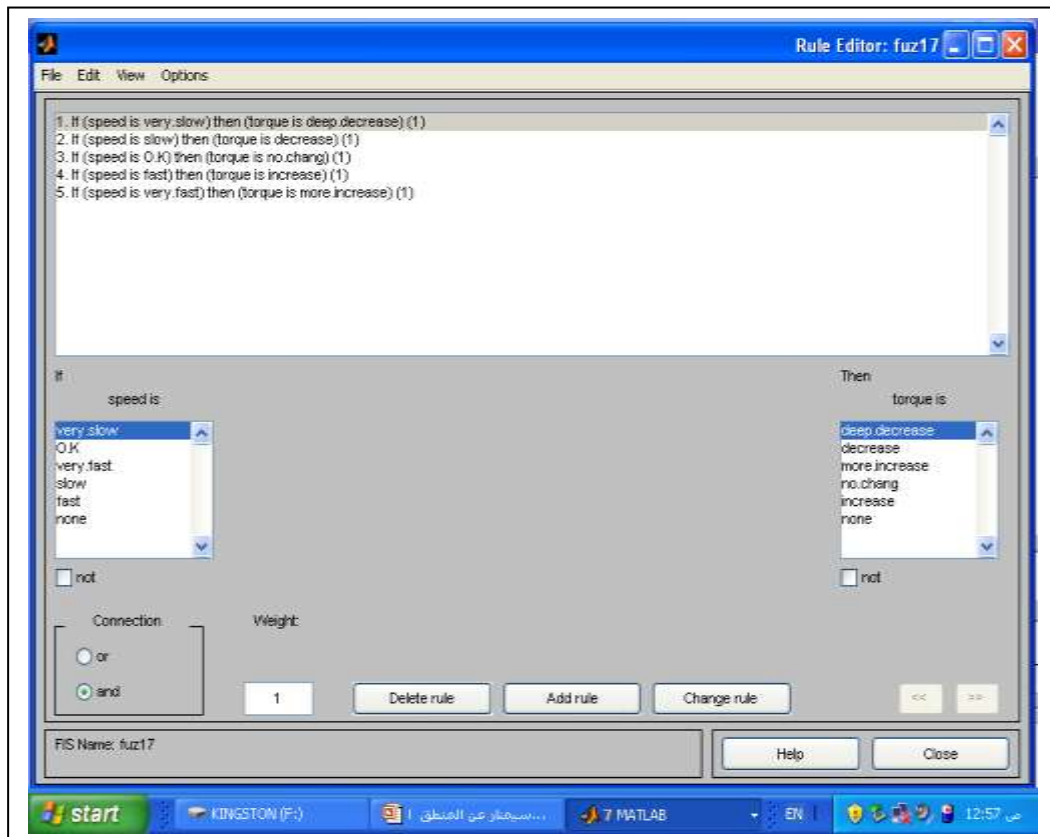 Rule Editor: fuz17
File Edit View Options
1. If (speed is very.slow) then (torque is deep.decrease) (1)
2. If (speed is slow) then (torque is decrease) (1)
3. If (speed is O.K) then (torque is no.chang) (1)
4. If (speed is fast) then (torque is increase) (1)
5. If (speed is very.fast) then (torque is more.increase) (1)
If
speed is
very.slow
O.K
very.fast
slow
fast
none
not
Then
torque is
deep.decrease
decrease
more.increase
no.chang
increase
none
not
Connection
or
and
Weight:
1
Delete rule
Add rule
Change rule
<<
>>
FIS Name: fuz17
Help
Close
start
KINGSTON (F:)
سيمنار عن المنطق ا...
7 MATLAB
EN
12:57 ص